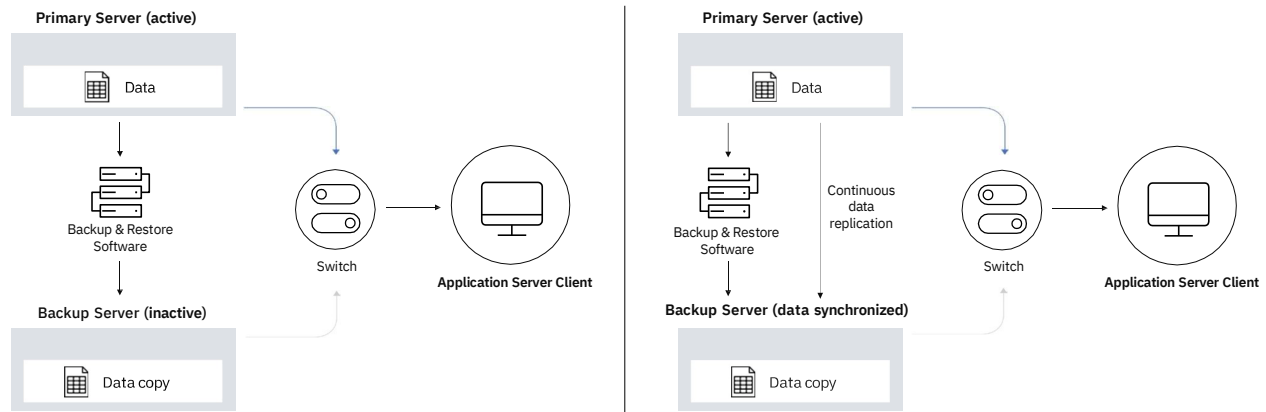 Primary Server (active)
Data
Backup & Restore
Software
Switch
Application Server Client
Backup Server (inactive)
Data copy
Primary Server (active)
Data
Continuous
data
replication
Backup & Restore
Software
Switch
Application Server Client
Backup Server (data synchronized)
Data copy